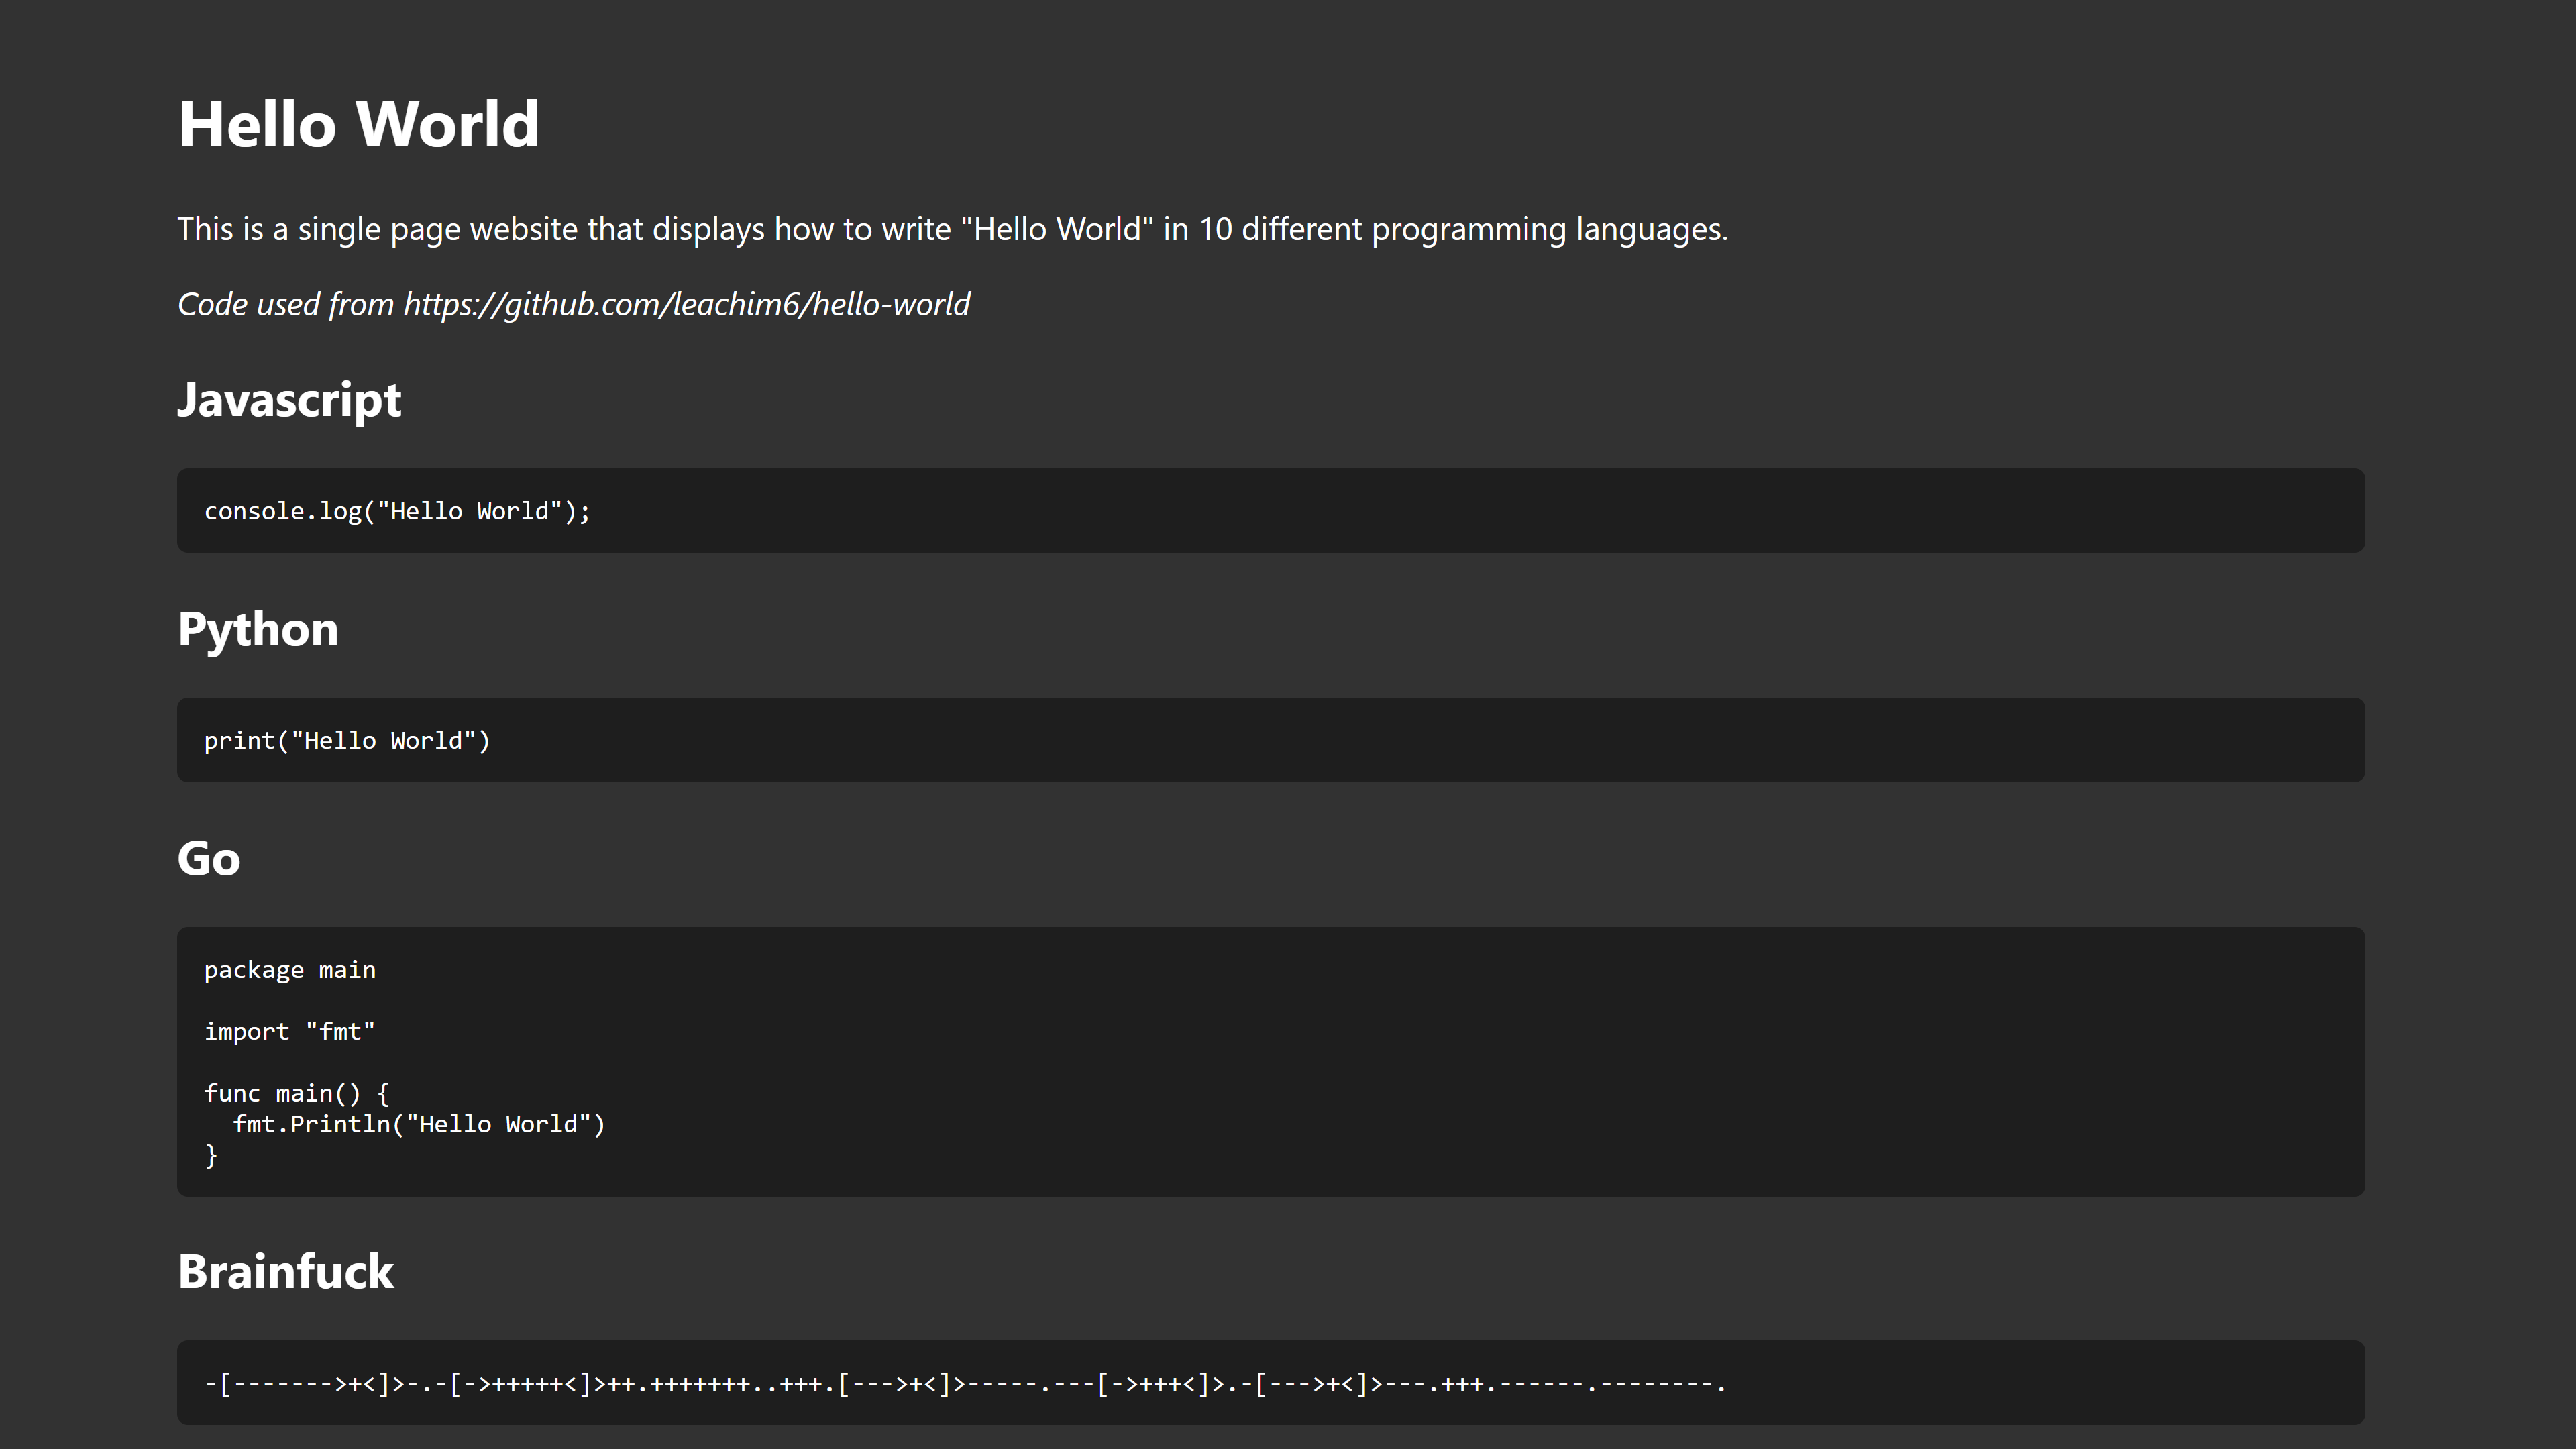 Hello World
This is a single page website that displays how to write "Hello World" in 10 different programming languages.
Code used from https://github.com/leachim6/hello-world
Javascript
console.log("Hello World");
Python
print("Hello World")
Go
package main
import "fmt"
func main() {
  fmt.Println("Hello World")
}
Brainfuck
-[------->+<]>-.-[->+++++<]>++.+++++++..+++.[--->+<]>-----.---[->+++<]>.-[--->+<]>---.+++.------.--------.